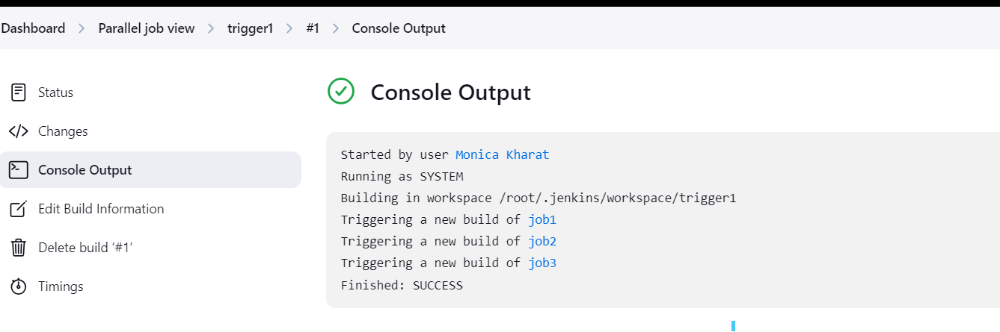 Dashboard > Parallel job view > trigger1 > #1 > Console Output
Status
Changes
Console Output
Edit Build Information
Delete build ‘#1’
Timings
Console Output
Started by user Monica Kharat
Running as SYSTEM
Building in workspace /root/.jenkins/workspace/trigger1
Triggering a new build of job1
Triggering a new build of job2
Triggering a new build of job3
Finished: SUCCESS